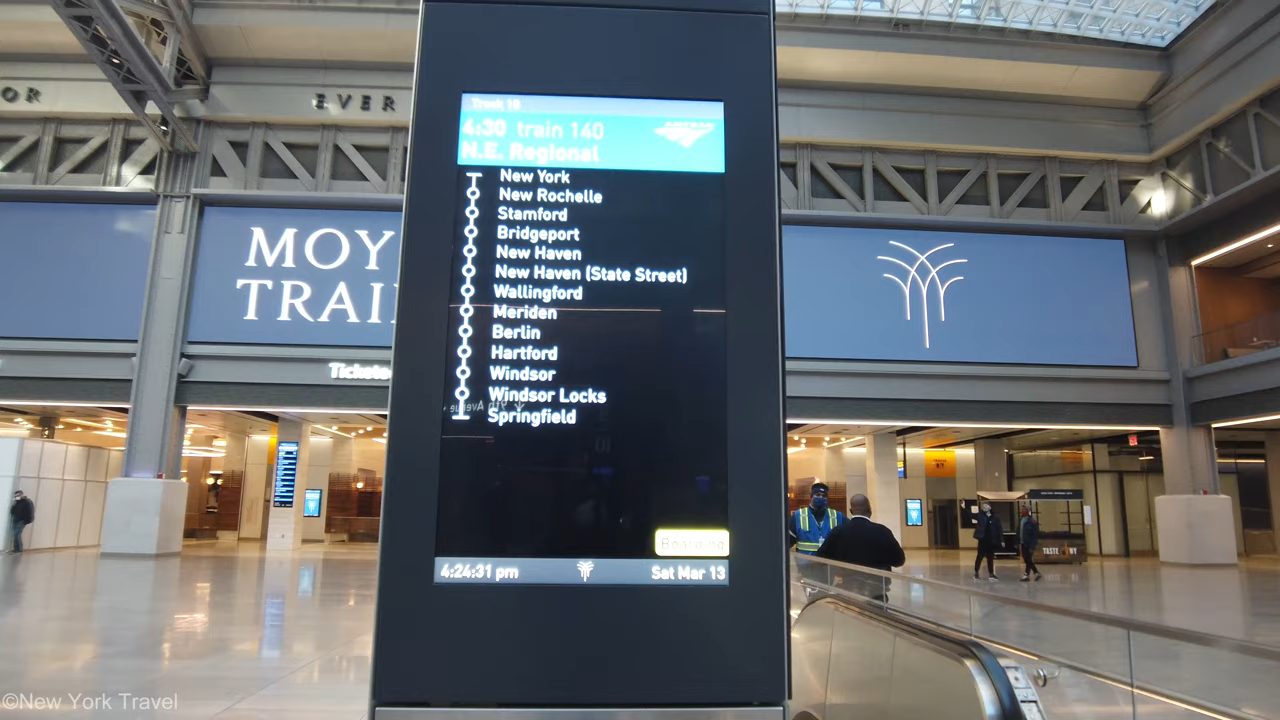 OR
EVER
Track 10
4:30 train 140
N.E. Regional
New York
New Rochelle
Stamford
Bridgeport
New Haven
New Haven (State Street)
Wallingford
Meriden
Berlin
Hartford
Windsor
Windsor Locks
Springfield
Boarding
4:24:31 pm
Sat Mar 13
MOY
TRAI
Tickets
©New York Travel